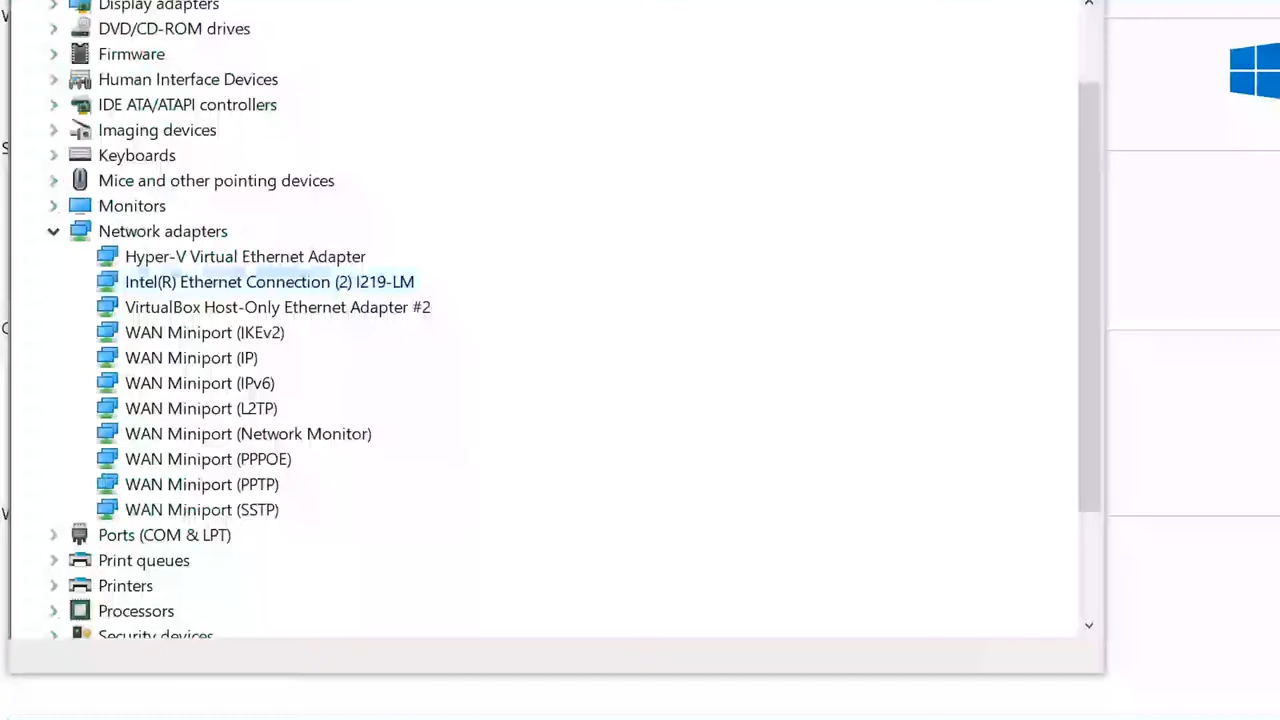 Display adapters
DVD/CD-ROM drives
Firmware
Human Interface Devices
IDE ATA/ATAPI controllers
Imaging devices
Keyboards
Mice and other pointing devices
Monitors
Network adapters
Hyper-V Virtual Ethernet Adapter
Intel(R) Ethernet Connection (2) I219-LM
VirtualBox Host-Only Ethernet Adapter #2
WAN Miniport (IKEv2)
WAN Miniport (IP)
WAN Miniport (IPv6)
WAN Miniport (L2TP)
WAN Miniport (Network Monitor)
WAN Miniport (PPPOE)
WAN Miniport (PPTP)
WAN Miniport (SSTP)
Ports (COM & LPT)
Print queues
Printers
Processors
Security devices